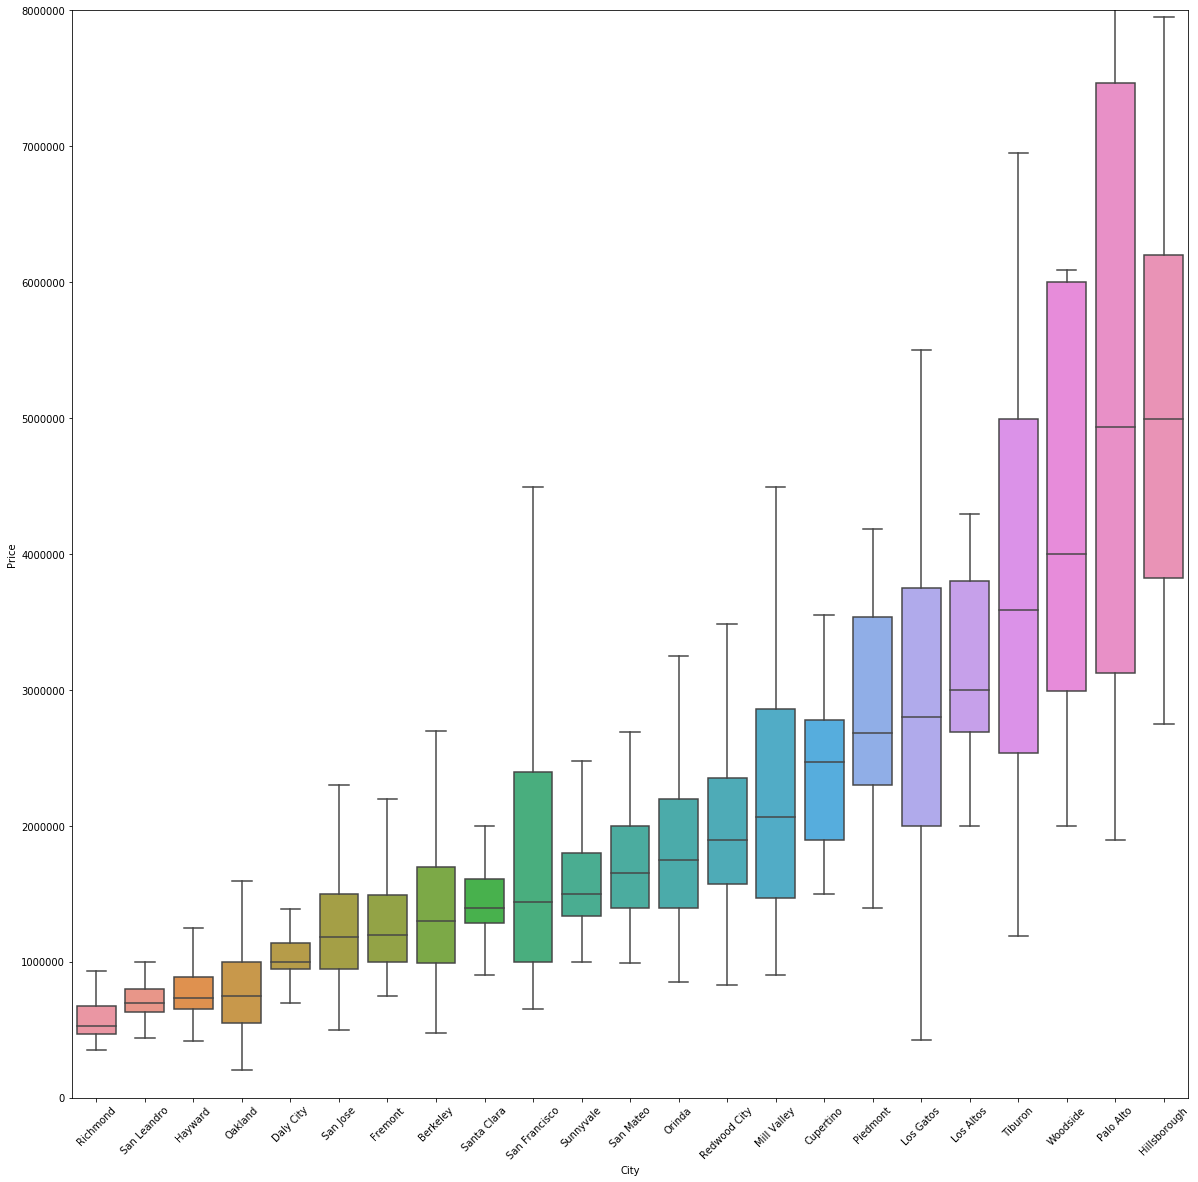 8000000
7000000
6000000
5000000
4000000
3000000
2000000
1000000
0
Price
Richmond
San Leandro
Hayward
Oakland
Daly City
San Jose
Fremont
Berkeley
Santa Clara
San Francisco
Sunnyvale
San Mateo
Orinda
Redwood City
Mill Valley
Cupertino
Piedmont
Los Gatos
Los Altos
Tiburon
Woodside
Palo Alto
Hillsborough
City